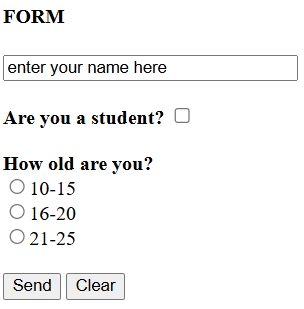 FORM
enter your name here
Are you a student?
How old are you?
10-15
16-20
21-25
Send Clear